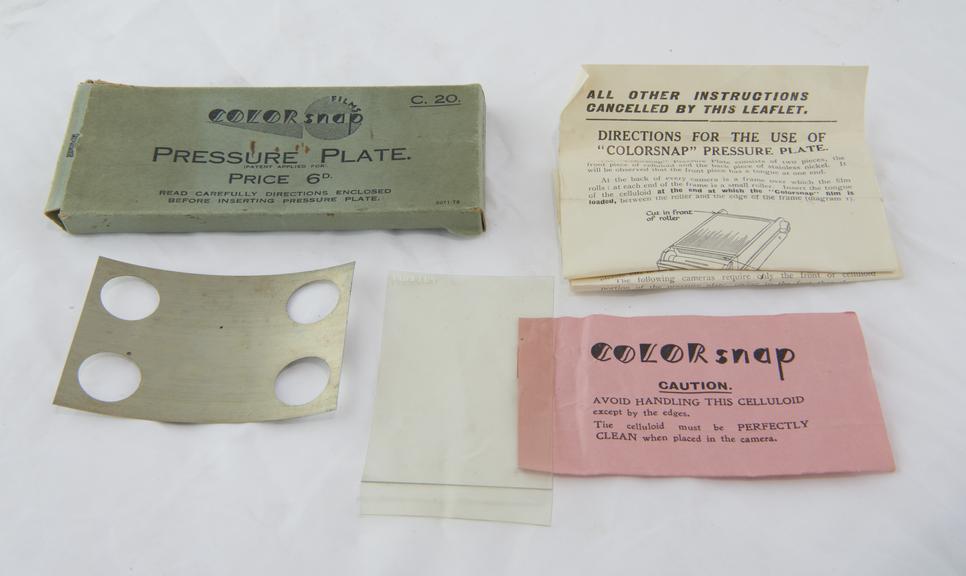 FILMS
COLOR snap
C. 20.
PRESSURE PLATE.
(PATENT APPLIED FOR)
PRICE 6D.
READ CAREFULLY DIRECTIONS ENCLOSED
BEFORE INSERTING PRESSURE PLATE.
ALL OTHER INSTRUCTIONS
CANCELLED BY THIS LEAFLET.
DIRECTIONS FOR THE USE OF
"COLORSNAP" PRESSURE PLATE.
"Colorsnap" Pressure Plate consists of two pieces, the
front piece of celluloid and the back piece of stainless nickel. It
will be observed that the front piece has a tongue at one end.
At the back of every camera is a frame over which the film
rolls: at each end of the frame is a small roller. Insert the tongue
of the celluloid at the end at which the "Colorsnap" film is
loaded, between the roller and the edge of the frame (diagram 1).
Cut in front
of roller
The following cameras require only the front or celluloid
COLOR snap
CAUTION.
AVOID HANDLING THIS CELLULOID
except by the edges.
The celluloid must be PERFECTLY
CLEAN when placed in the camera.